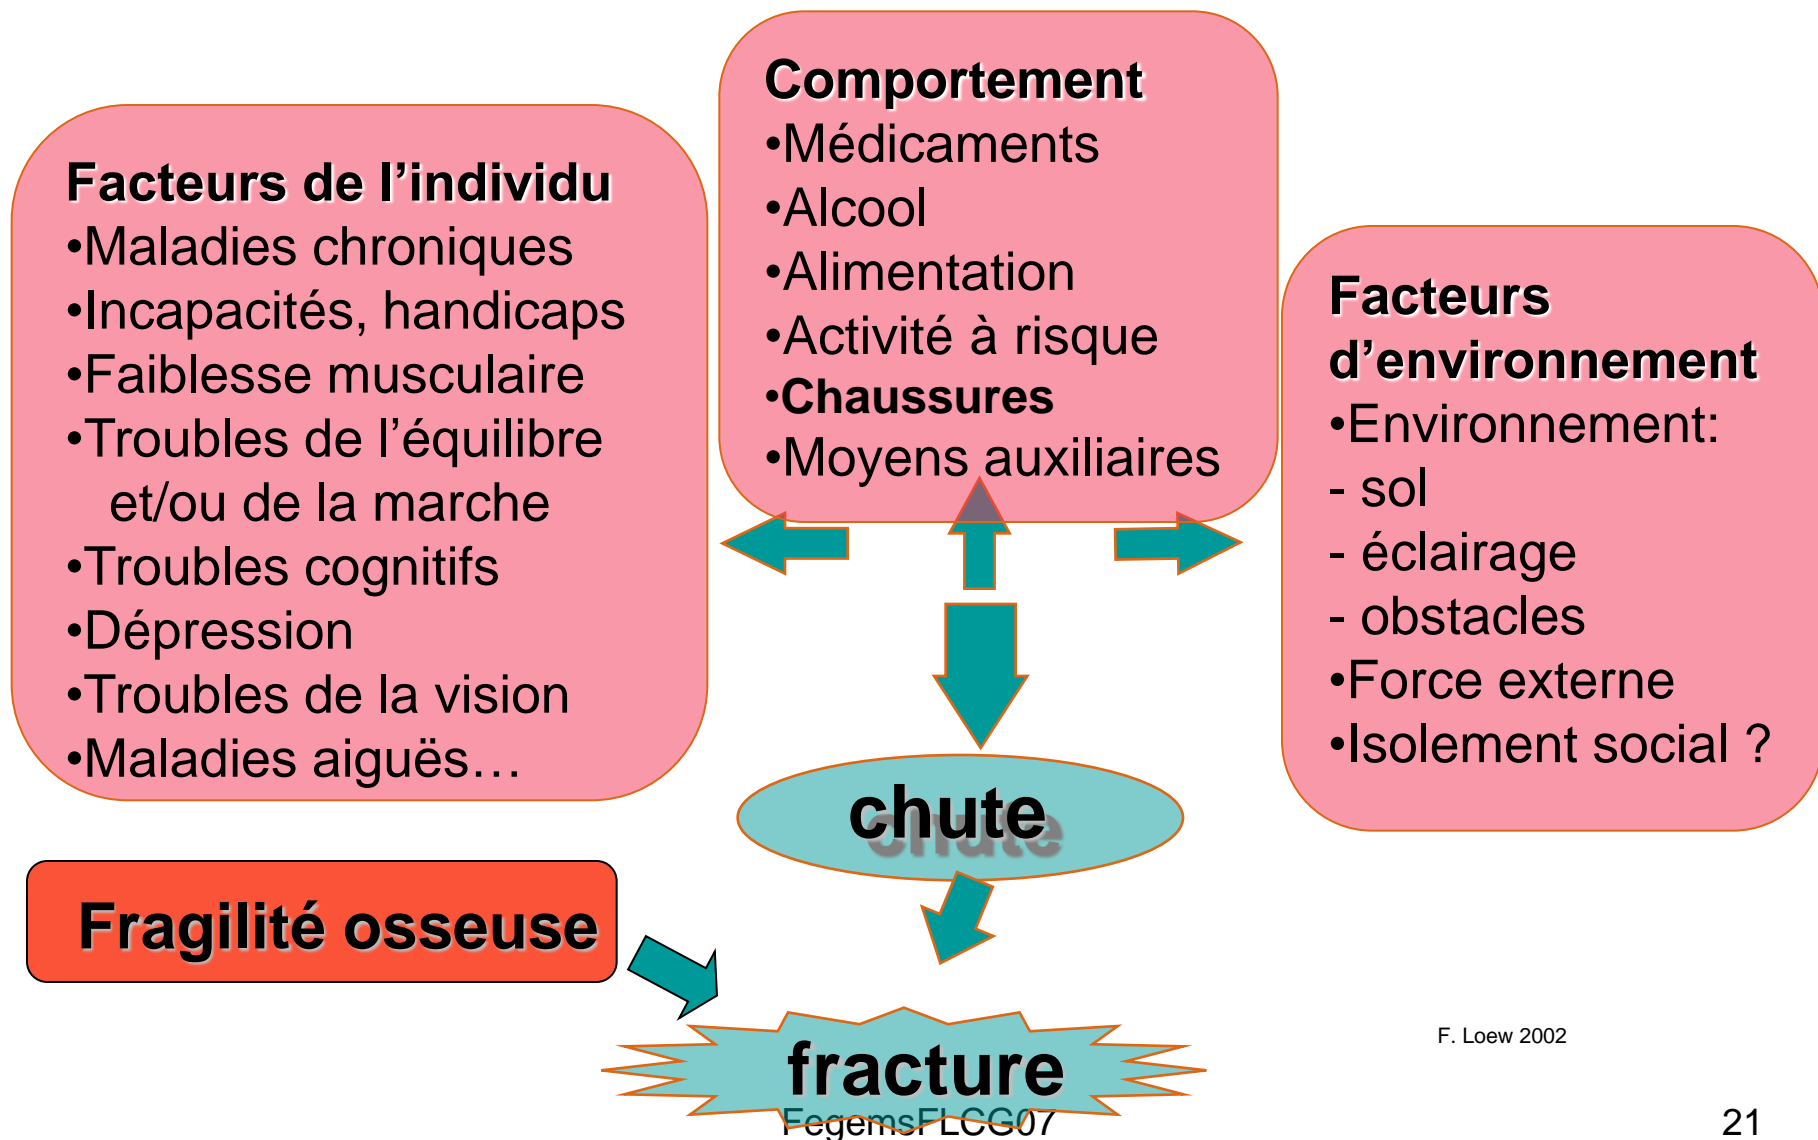 Facteurs de l’individu
•Maladies chroniques
•Incapacités, handicaps
•Faiblesse musculaire
•Troubles de l’équilibre
et/ou de la marche
•Troubles cognitifs
•Dépression
•Troubles de la vision
•Maladies aiguës…
Comportement
•Médicaments
•Alcool
•Alimentation
•Activité à risque
•Chaussures
•Moyens auxiliaires
Facteurs
d’environnement
•Environnement:
- sol
- éclairage
- obstacles
•Force externe
•Isolement social ?
chute
Fragilité osseuse
fracture
F. Loew 2002
FegemsFLCG07
21